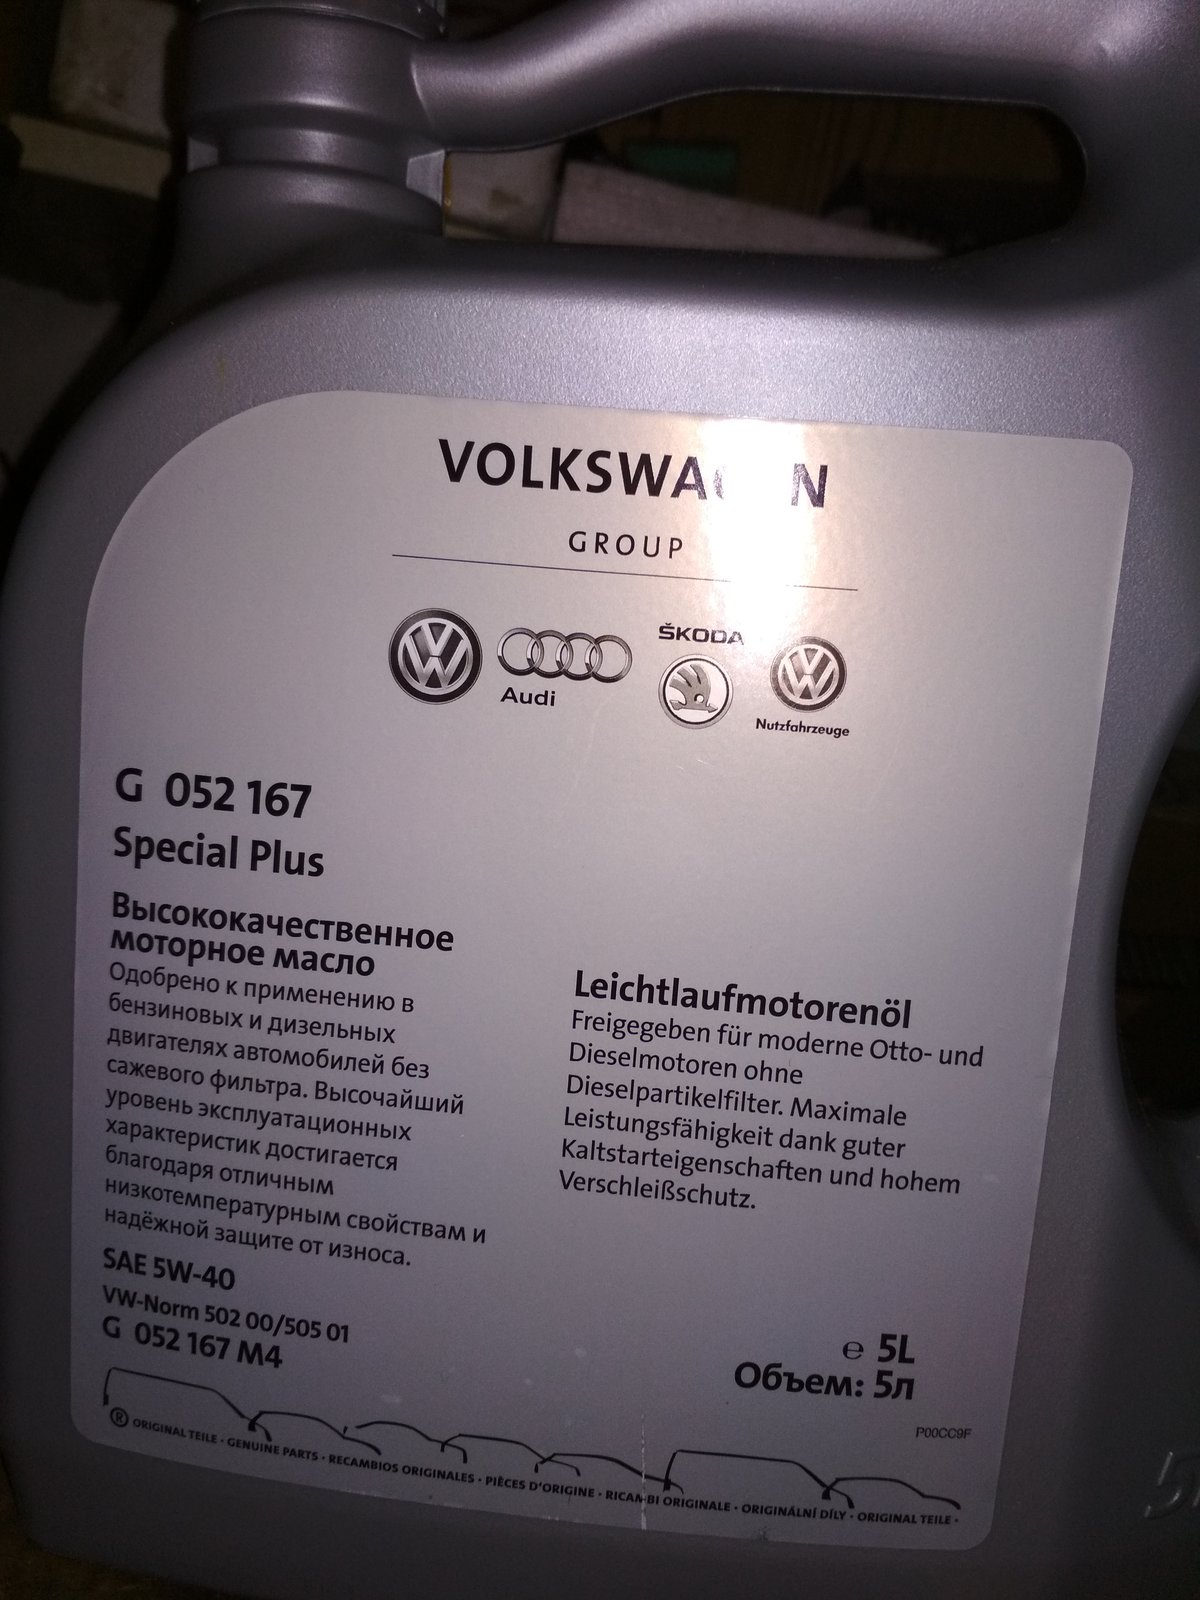 VOLKSWA N
GROUP
Audi
ŠKODA
Nutzfahrzeuge
G 052 167
Special Plus
Высококачественное
моторное масло
Одобрено к применению в
бензиновых и дизельных
двигателях автомобилей без
сажевого фильтра. Высочайший
уровень эксплуатационных
характеристик достигается
благодаря отличным
низкотемпературным свойствам и
надёжной защите от износа.
SAE 5W-40
VW-Norm 502 00/505 01
G 052 167 M4
Leichtlaufmotorenöl
Freigegeben für moderne Otto- und
Dieselmotoren ohne
Dieselpartikelfilter. Maximale
Leistungsfähigkeit dank guter
Kaltstarteigenschaften und hohem
Verschleißschutz.
℮ 5L
Объем: 5л
P00CC9F
® ORIGINAL TEILE · GENUINE PARTS · RECAMBIOS ORIGINALES · PIÈCES D'ORIGINE · RICAMBI ORIGINALE · ORIGINÁLNÍ DÍLY · ORIGINAL TEILE ·